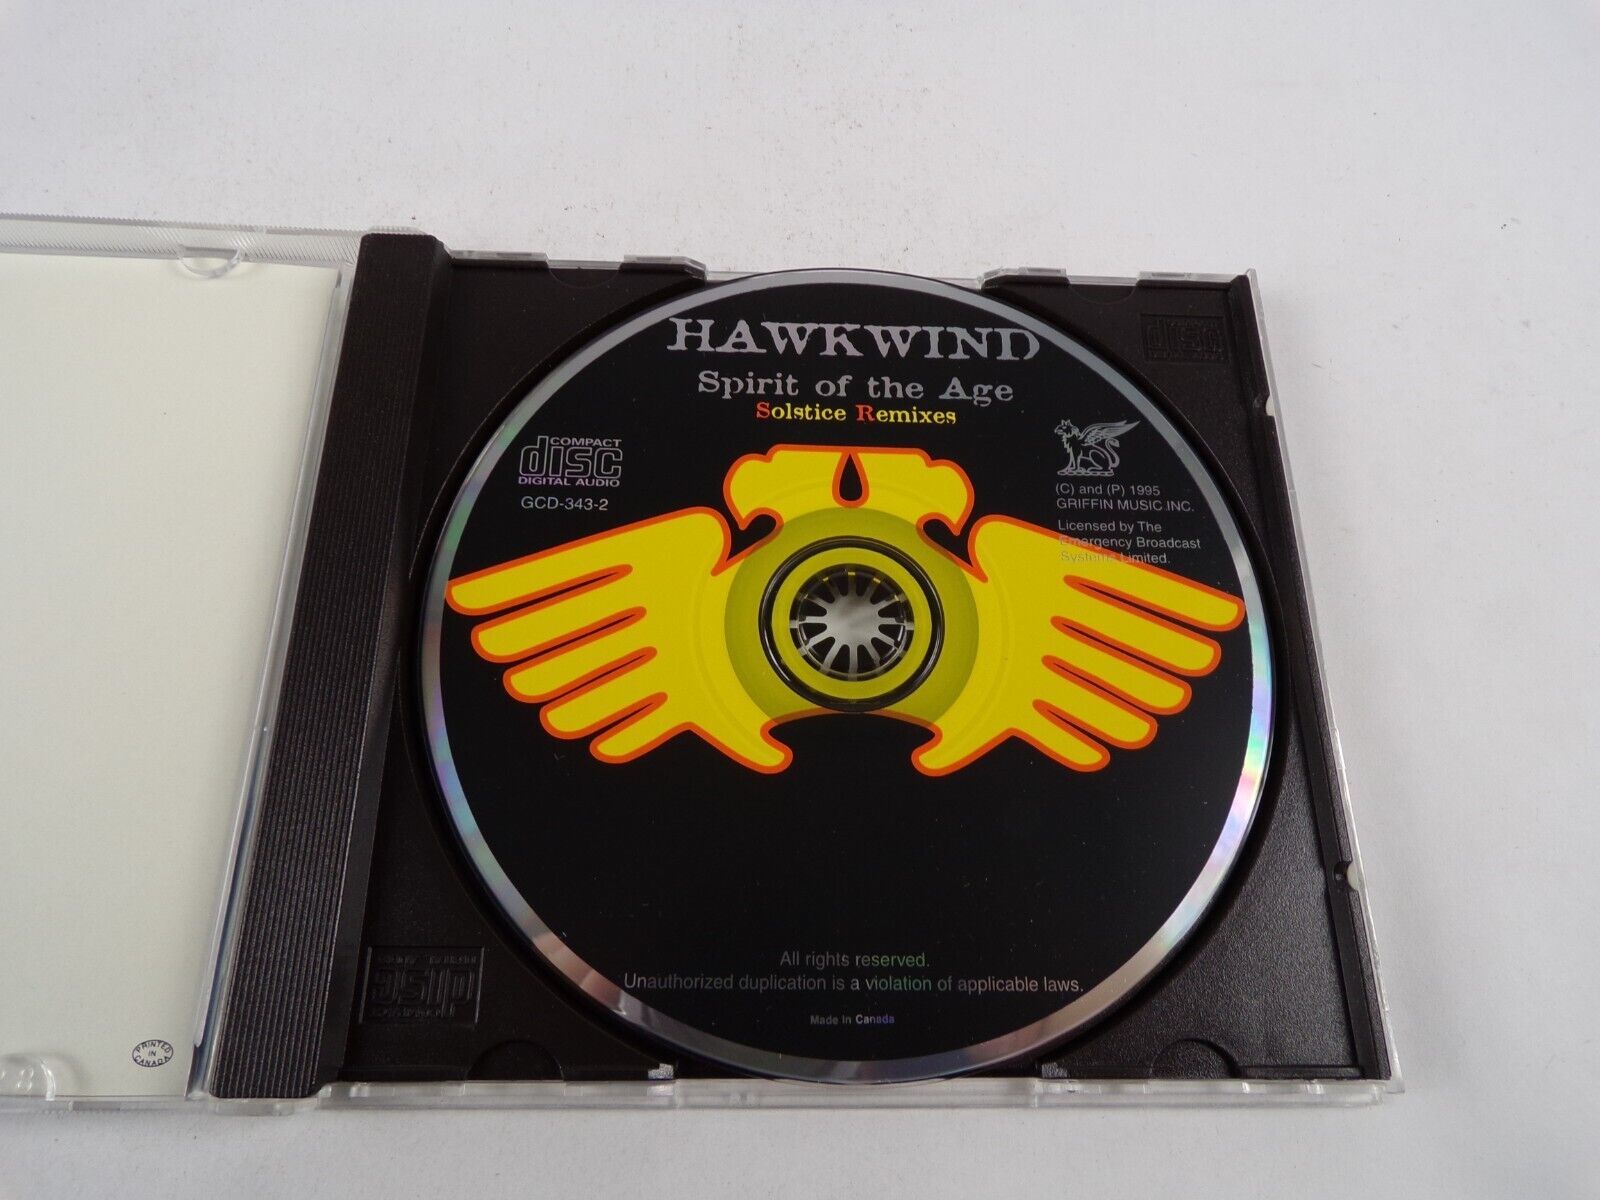 HAWKWIND
Spirit of the Age
Solstice Remixes
COMPACT
disc
DIGITAL AUDIO
GCD-343-2
(C) and (P) 1995
GRIFFIN MUSIC INC.
Licensed by The
Emergency Broadcast
Systems Limited.
All rights reserved.
Unauthorized duplication is a violation of applicable laws.
Made In Canada
disc
disc
PRINTED
IN
CANADA